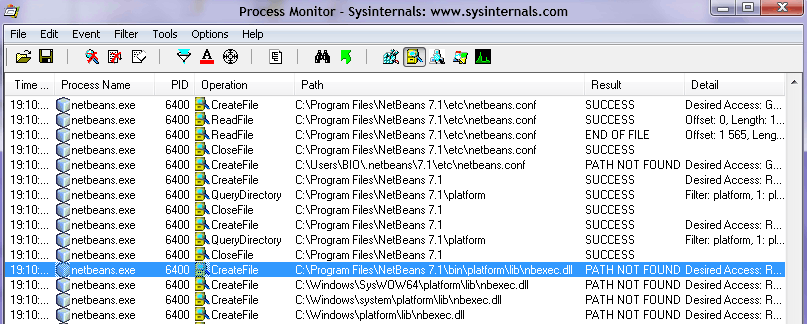 Process Monitor - Sysinternals: www.sysinternals.com
File Edit Event Filter Tools Options Help
Time ... Process Name PID Operation Path Result Detail
19:10:... netbeans.exe 6400 CreateFile C:\Program Files\NetBeans 7.1\etc\netbeans.conf SUCCESS Desired Access: G...
19:10:... netbeans.exe 6400 ReadFile C:\Program Files\NetBeans 7.1\etc\netbeans.conf SUCCESS Offset: 0, Length: 1...
19:10:... netbeans.exe 6400 ReadFile C:\Program Files\NetBeans 7.1\etc\netbeans.conf END OF FILE Offset: 1 565, Leng...
19:10:... netbeans.exe 6400 CloseFile C:\Program Files\NetBeans 7.1\etc\netbeans.conf SUCCESS
19:10:... netbeans.exe 6400 CreateFile C:\Users\BIO\.netbeans\7.1\etc\netbeans.conf PATH NOT FOUND Desired Access: G...
19:10:... netbeans.exe 6400 CreateFile C:\Program Files\NetBeans 7.1 SUCCESS Desired Access: R...
19:10:... netbeans.exe 6400 QueryDirectory C:\Program Files\NetBeans 7.1\platform SUCCESS Filter: platform, 1: pl...
19:10:... netbeans.exe 6400 CloseFile C:\Program Files\NetBeans 7.1 SUCCESS
19:10:... netbeans.exe 6400 CreateFile C:\Program Files\NetBeans 7.1 SUCCESS Desired Access: R...
19:10:... netbeans.exe 6400 QueryDirectory C:\Program Files\NetBeans 7.1\platform SUCCESS Filter: platform, 1: pl...
19:10:... netbeans.exe 6400 CloseFile C:\Program Files\NetBeans 7.1 SUCCESS
19:10:... netbeans.exe 6400 CreateFile C:\Program Files\NetBeans 7.1\bin\platform\lib\nbexec.dll PATH NOT FOUND Desired Access: R...
19:10:... netbeans.exe 6400 CreateFile C:\Windows\SysWOW64\platform\lib\nbexec.dll PATH NOT FOUND Desired Access: R...
19:10:... netbeans.exe 6400 CreateFile C:\Windows\system\platform\lib\nbexec.dll PATH NOT FOUND Desired Access: R...
19:10:... netbeans.exe 6400 CreateFile C:\Windows\platform\lib\nbexec.dll PATH NOT FOUND Desired Access: R...